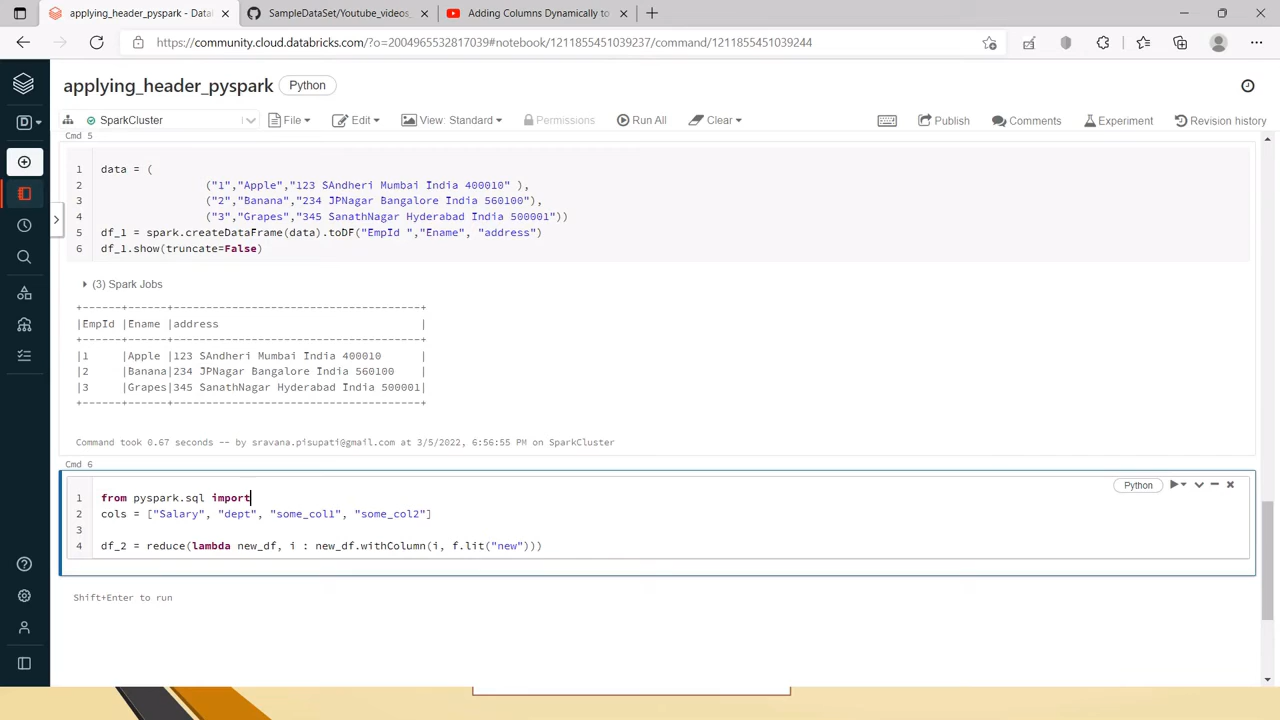 applying_header_pyspark - Datal
SampleDataSet/Youtube_videos_
Adding Columns Dynamically to
https://community.cloud.databricks.com/?o=2004965532817039#notebook/1211855451039237/command/1211855451039244
applying_header_pyspark Python
SparkCluster File Edit View: Standard Permissions Run All Clear Publish Comments Experiment Revision history
D
Cmd 5
1 data = (
2 ("1","Apple","123 SAndheri Mumbai India 400010" ),
3 ("2","Banana","234 JPNagar Bangalore India 560100"),
4 ("3","Grapes","345 SanathNagar Hyderabad India 500001"))
5 df_1 = spark.createDataFrame(data).toDF("EmpId ","Ename", "address")
6 df_1.show(truncate=False)
(3) Spark Jobs
+------+------+--------------------------------------+
|EmpId |Ename |address                               |
+------+------+--------------------------------------+
|1     |Apple |123 SAndheri Mumbai India 400010      |
|2     |Banana|234 JPNagar Bangalore India 560100    |
|3     |Grapes|345 SanathNagar Hyderabad India 500001|
+------+------+--------------------------------------+
Command took 0.67 seconds -- by sravana.pisupati@gmail.com at 3/5/2022, 6:56:55 PM on SparkCluster
Cmd 6
Python
1 from pyspark.sql import
2 cols = ["Salary", "dept", "some_col1", "some_col2"]
3
4 df_2 = reduce(lambda new_df, i : new_df.withColumn(i, f.lit("new")))
Shift+Enter to run